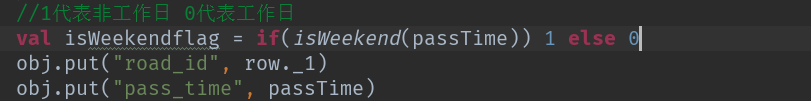 //1代表非工作日 0代表工作日
val isWeekendflag = if(isWeekend(passTime)) 1 else 0
obj.put("road_id", row._1)
obj.put("pass_time", passTime)